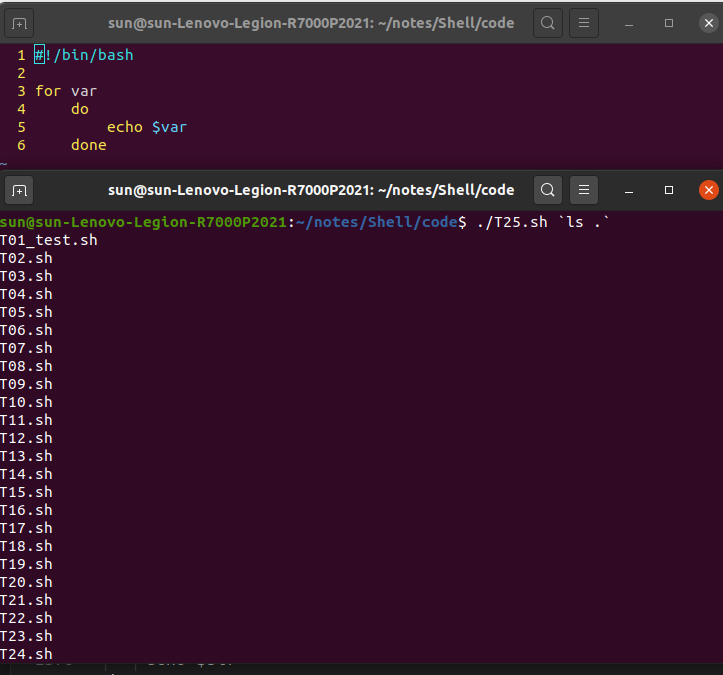 sun@sun-Lenovo-Legion-R7000P2021: ~/notes/Shell/code
1 #!/bin/bash
2
3 for var
4     do
5         echo $var
6     done
~
sun@sun-Lenovo-Legion-R7000P2021: ~/notes/Shell/code
sun@sun-Lenovo-Legion-R7000P2021:~/notes/Shell/code$ ./T25.sh `ls .`
T01_test.sh
T02.sh
T03.sh
T04.sh
T05.sh
T06.sh
T07.sh
T08.sh
T09.sh
T10.sh
T11.sh
T12.sh
T13.sh
T14.sh
T15.sh
T16.sh
T17.sh
T18.sh
T19.sh
T20.sh
T21.sh
T22.sh
T23.sh
T24.sh